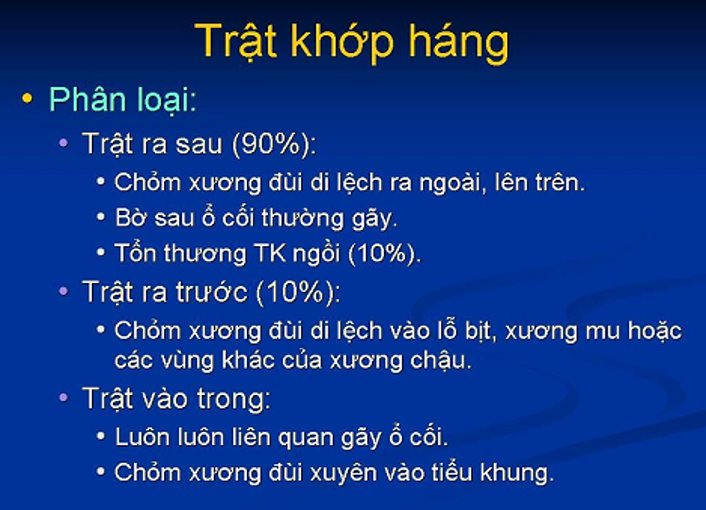 Trật khớp háng
• Phân loại:
• Trật ra sau (90%):
• Chỏm xương đùi di lệch ra ngoài, lên trên.
• Bờ sau ổ cối thường gãy.
• Tổn thương TK ngồi (10%).
• Trật ra trước (10%):
• Chỏm xương đùi di lệch vào lỗ bịt, xương mu hoặc
các vùng khác của xương chậu.
• Trật vào trong:
• Luôn luôn liên quan gãy ổ cối.
• Chỏm xương đùi xuyên vào tiểu khung.